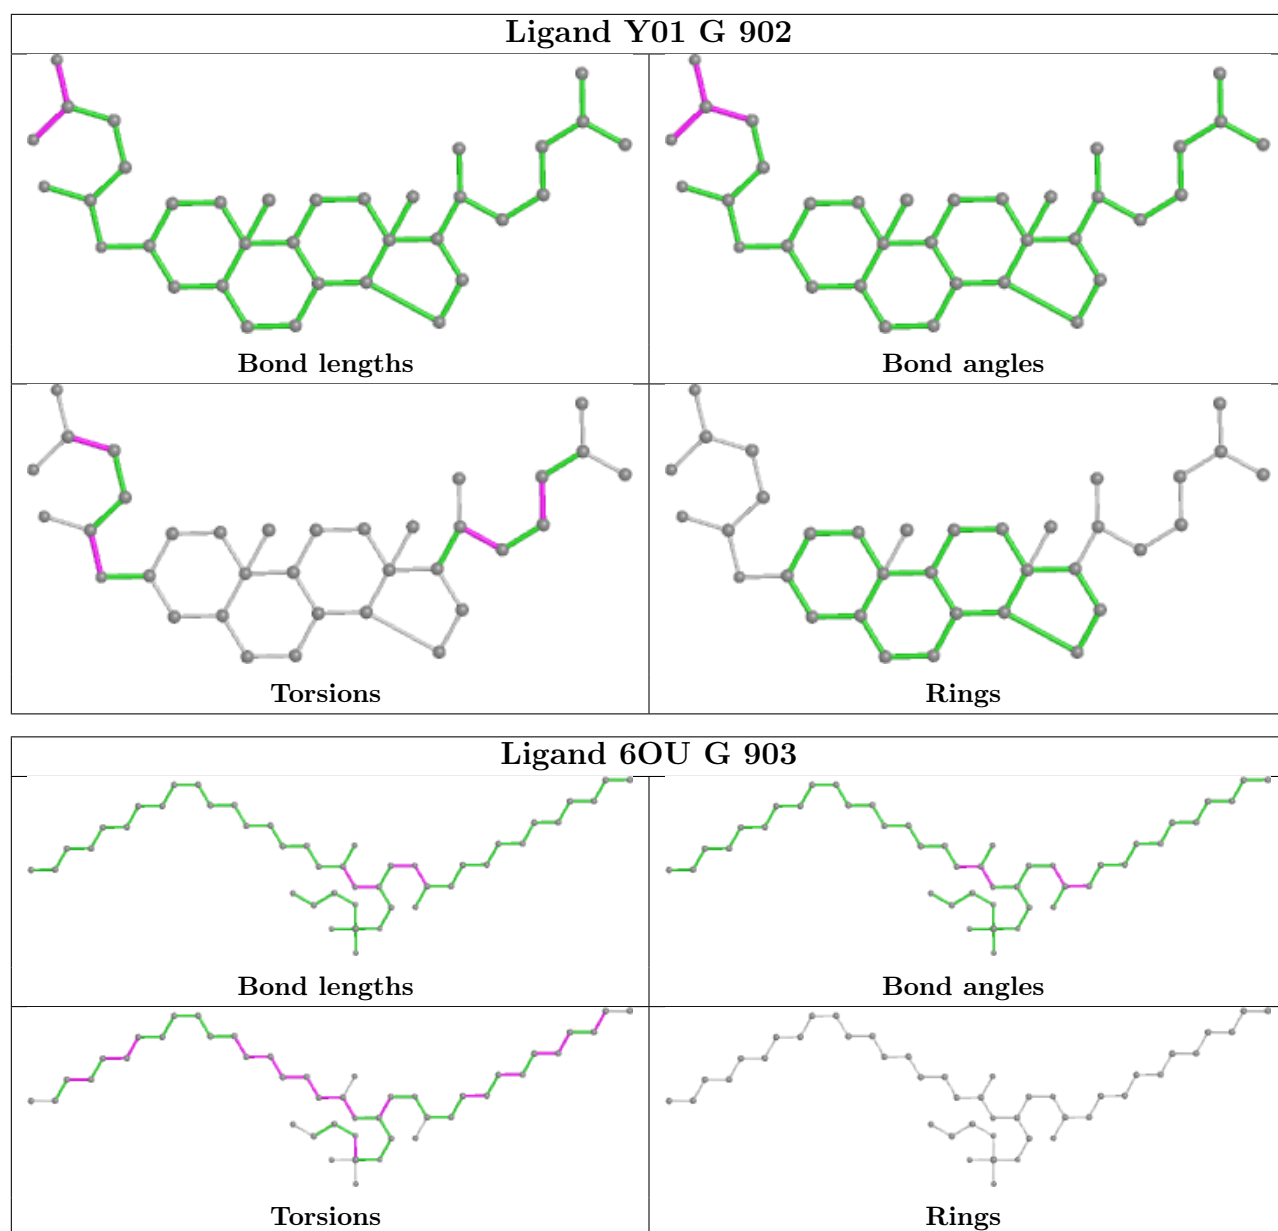 Ligand Y01 G 902
Bond lengths
Bond angles
Torsions
Rings
Ligand 6OU G 903
Bond lengths
Bond angles
Torsions
Rings